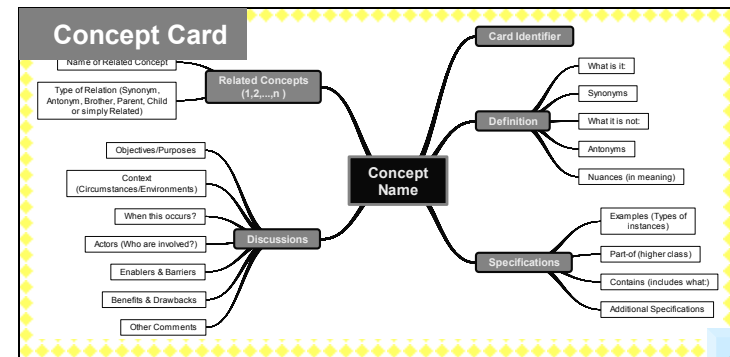 Concept Card
Name of Related Concept
Type of Relation (Synonym,
Antonym, Brother, Parent, Child
or simply Related)
Related Concepts
(1,2,...,n )
Objectives/Purposes
Context
(Circumstances/Environments)
When this occurs?
Actors (Who are involved?)
Enablers & Barriers
Benefits & Drawbacks
Other Comments
Discussions
Concept
Name
Card Identifier
Definition
What is it:
Synonyms
What it is not:
Antonyms
Nuances (in meaning)
Specifications
Examples (Types of
instances)
Part-of (higher class)
Contains (includes what:)
Additional Specifications